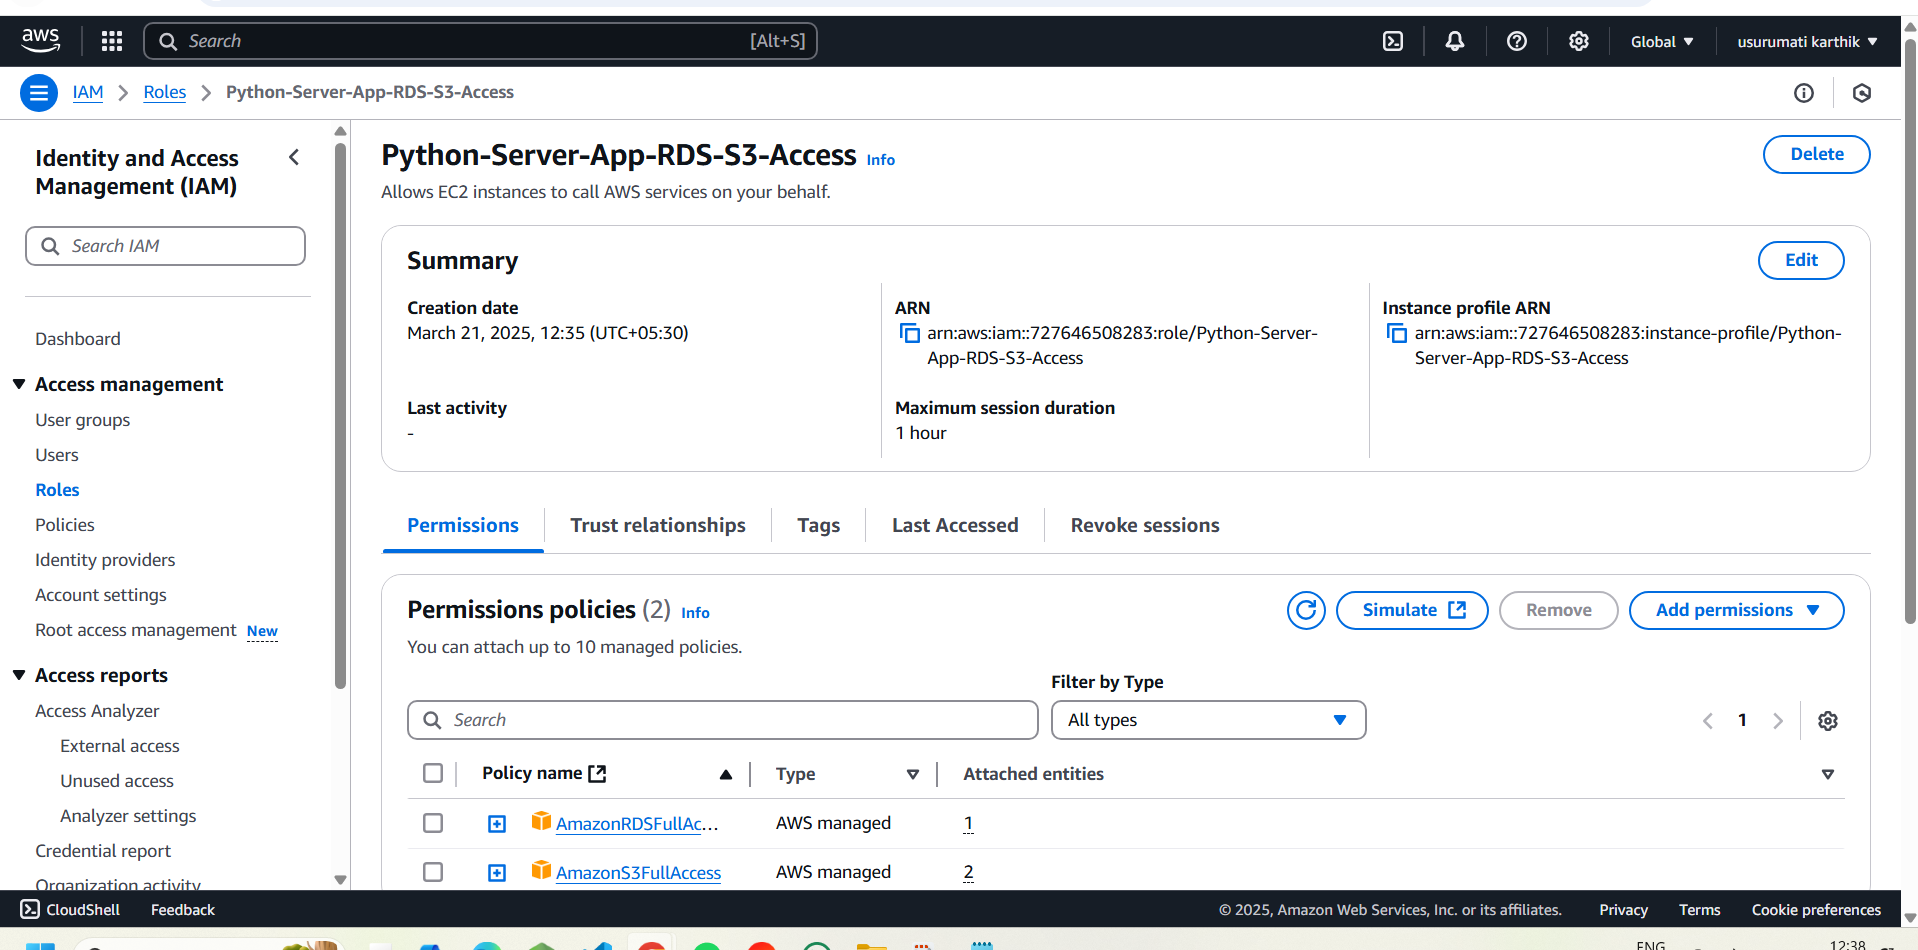 aws
Search
[Alt+S]
Global
usurumati karthik
IAM
Roles
Python-Server-App-RDS-S3-Access
Identity and Access
Management (IAM)
Search IAM
Dashboard
Access management
User groups
Users
Roles
Policies
Identity providers
Account settings
Root access management New
Access reports
Access Analyzer
External access
Unused access
Analyzer settings
Credential report
Organization activity
Python-Server-App-RDS-S3-Access Info
Delete
Allows EC2 instances to call AWS services on your behalf.
Summary
Edit
Creation date
March 21, 2025, 12:35 (UTC+05:30)
ARN
arn:aws:iam::727646508283:role/Python-Server-
App-RDS-S3-Access
Instance profile ARN
arn:aws:iam::727646508283:instance-profile/Python-
Server-App-RDS-S3-Access
Last activity
-
Maximum session duration
1 hour
Permissions
Trust relationships
Tags
Last Accessed
Revoke sessions
Permissions policies (2) Info
Simulate
Remove
Add permissions
You can attach up to 10 managed policies.
Filter by Type
Search
All types
1
Policy name
Type
Attached entities
AmazonRDSFullAc...
AWS managed
1
AmazonS3FullAccess
AWS managed
2
CloudShell
Feedback
© 2025, Amazon Web Services, Inc. or its affiliates.
Privacy
Terms
Cookie preferences
ENG
12:38